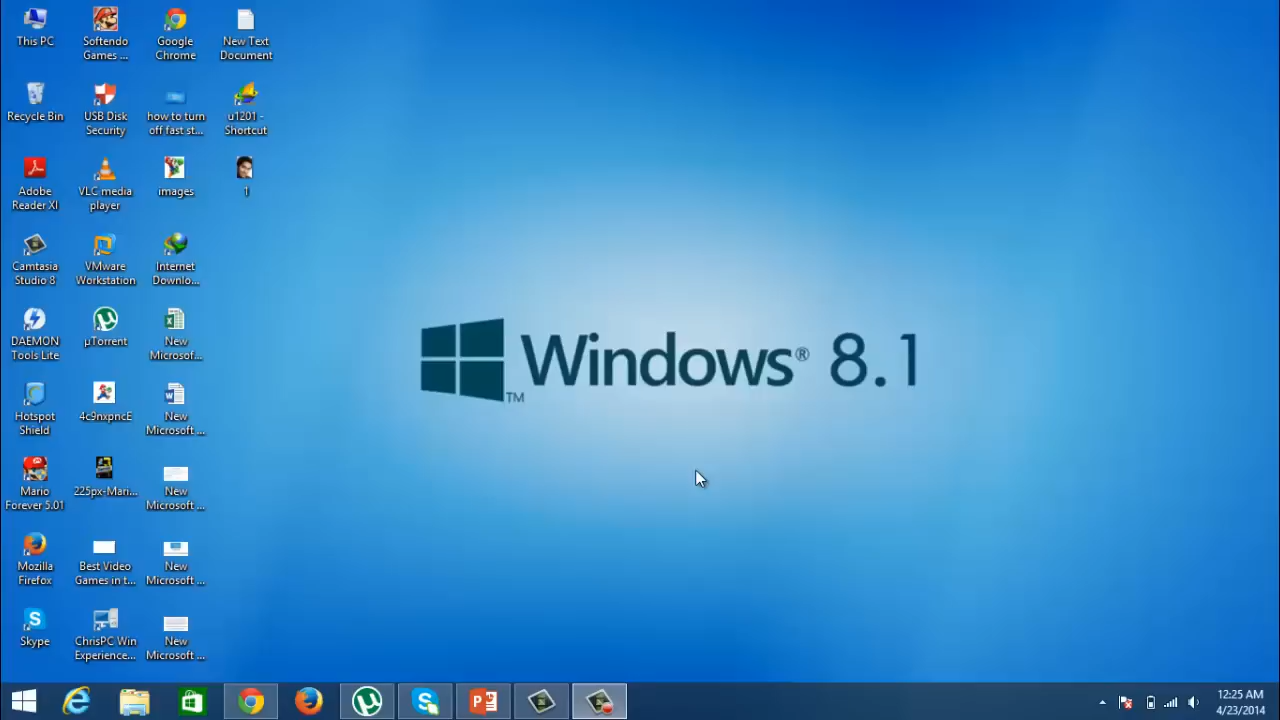 This PC
Softendo
Games ...
Google
Chrome
New Text
Document
Recycle Bin
USB Disk
Security
how to turn
off fast st...
u1201 -
Shortcut
Adobe
Reader XI
VLC media
player
images
1
Camtasia
Studio 8
VMware
Workstation
Internet
Downlo...
DAEMON
Tools Lite
µTorrent
New
Microsof...
Hotspot
Shield
4c9nxpncE
New
Microsoft ...
Mario
Forever 5.01
225px-Mari...
New
Microsoft ...
Mozilla
Firefox
Best Video
Games in t...
New
Microsoft ...
Skype
ChrisPC Win
Experience...
New
Microsoft ...
Windows® 8.1
TM
12:25 AM
4/23/2014